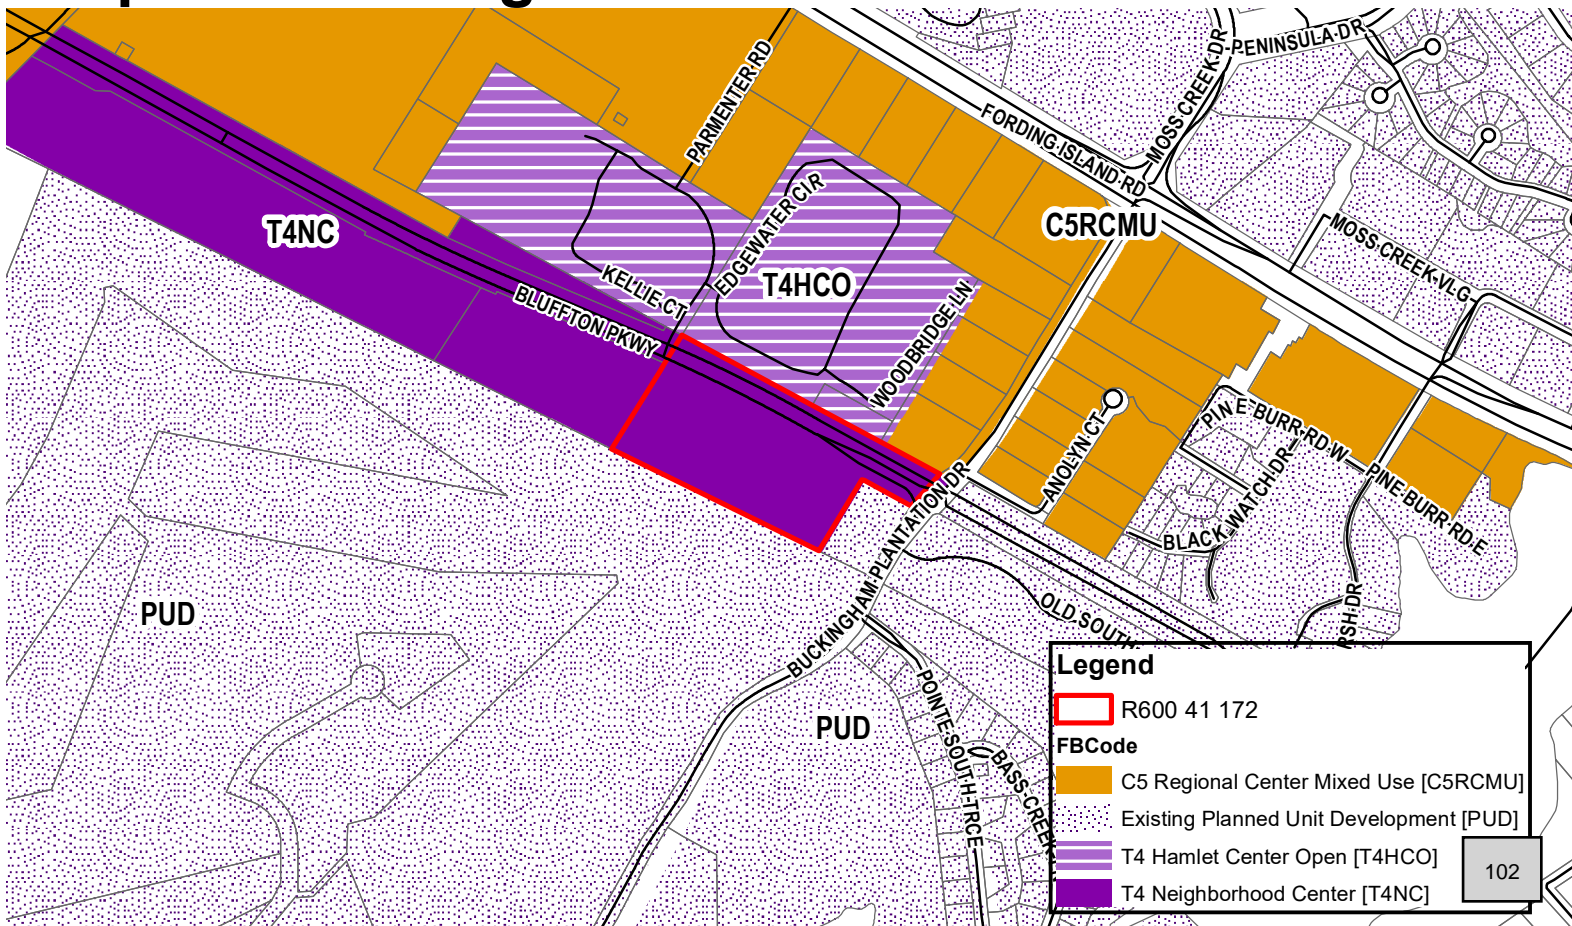 PENINSULA DR
MOSS CREEK DR
PARMENTER RD
FORDING ISLAND RD
T4NC
EDGEWATER CIR
C5RCMU
MOSS CREEK VLG
KELLIE CT
T4HCO
BLUFFTON PKWY
WOODBRIDGE LN
PINE BURR RD W
ANOLYN CT
BLACK WATCH DR
PINE BURR RD E
BUCKINGHAM PLANTATION DR
PUD
OLD SOUTH
RSH DR
PUD
POINTE SOUTH TRCE
BASS CREEK
Legend
R600 41 172
FBCode
C5 Regional Center Mixed Use [C5RCMU]
Existing Planned Unit Development [PUD]
T4 Hamlet Center Open [T4HCO]
102
T4 Neighborhood Center [T4NC]